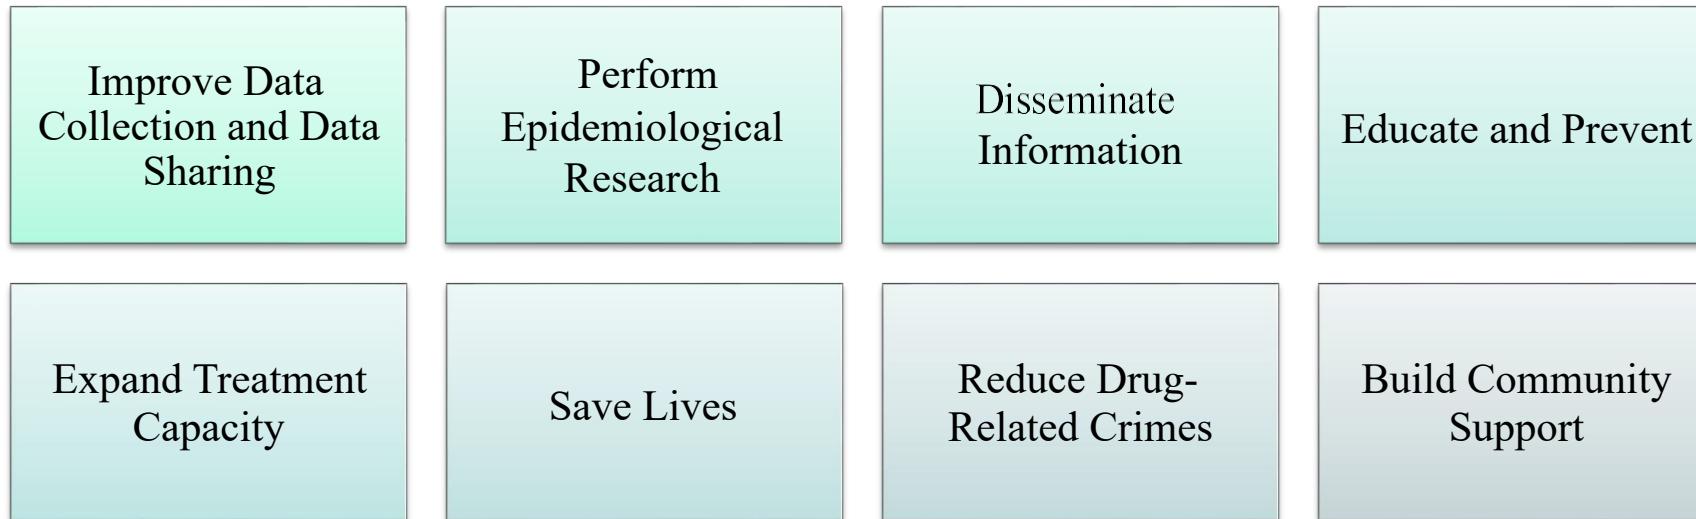 Improve Data
Collection and Data
Sharing
Perform
Epidemiological
Research
Disseminate
Information
Educate and Prevent
Expand Treatment
Capacity
Save Lives
Reduce Drug-
Related Crimes
Build Community
Support